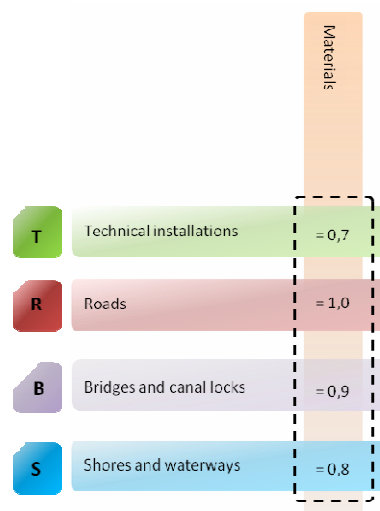 Materials
T Technical installations = 0,7
R Roads = 1,0
B Bridges and canal locks = 0,9
S Shores and waterways = 0,8